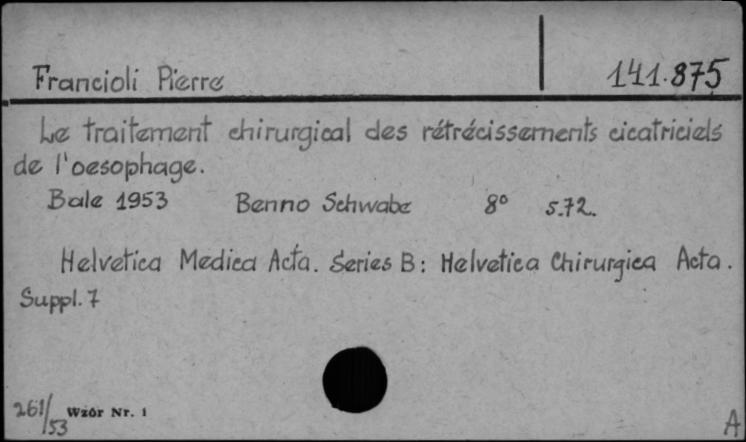 Francioli Pierre 141.875
Le traitement chirurgical des rétrécissements cicatriciels
de l'oesophage.
Bale 1953 Benno Schwabe 8° s.72.
Helvetica Medica Acta. Series B: Helvetica Chirurgica Acta.
Suppl. 7
261/53 Wzór Nr. 1
A